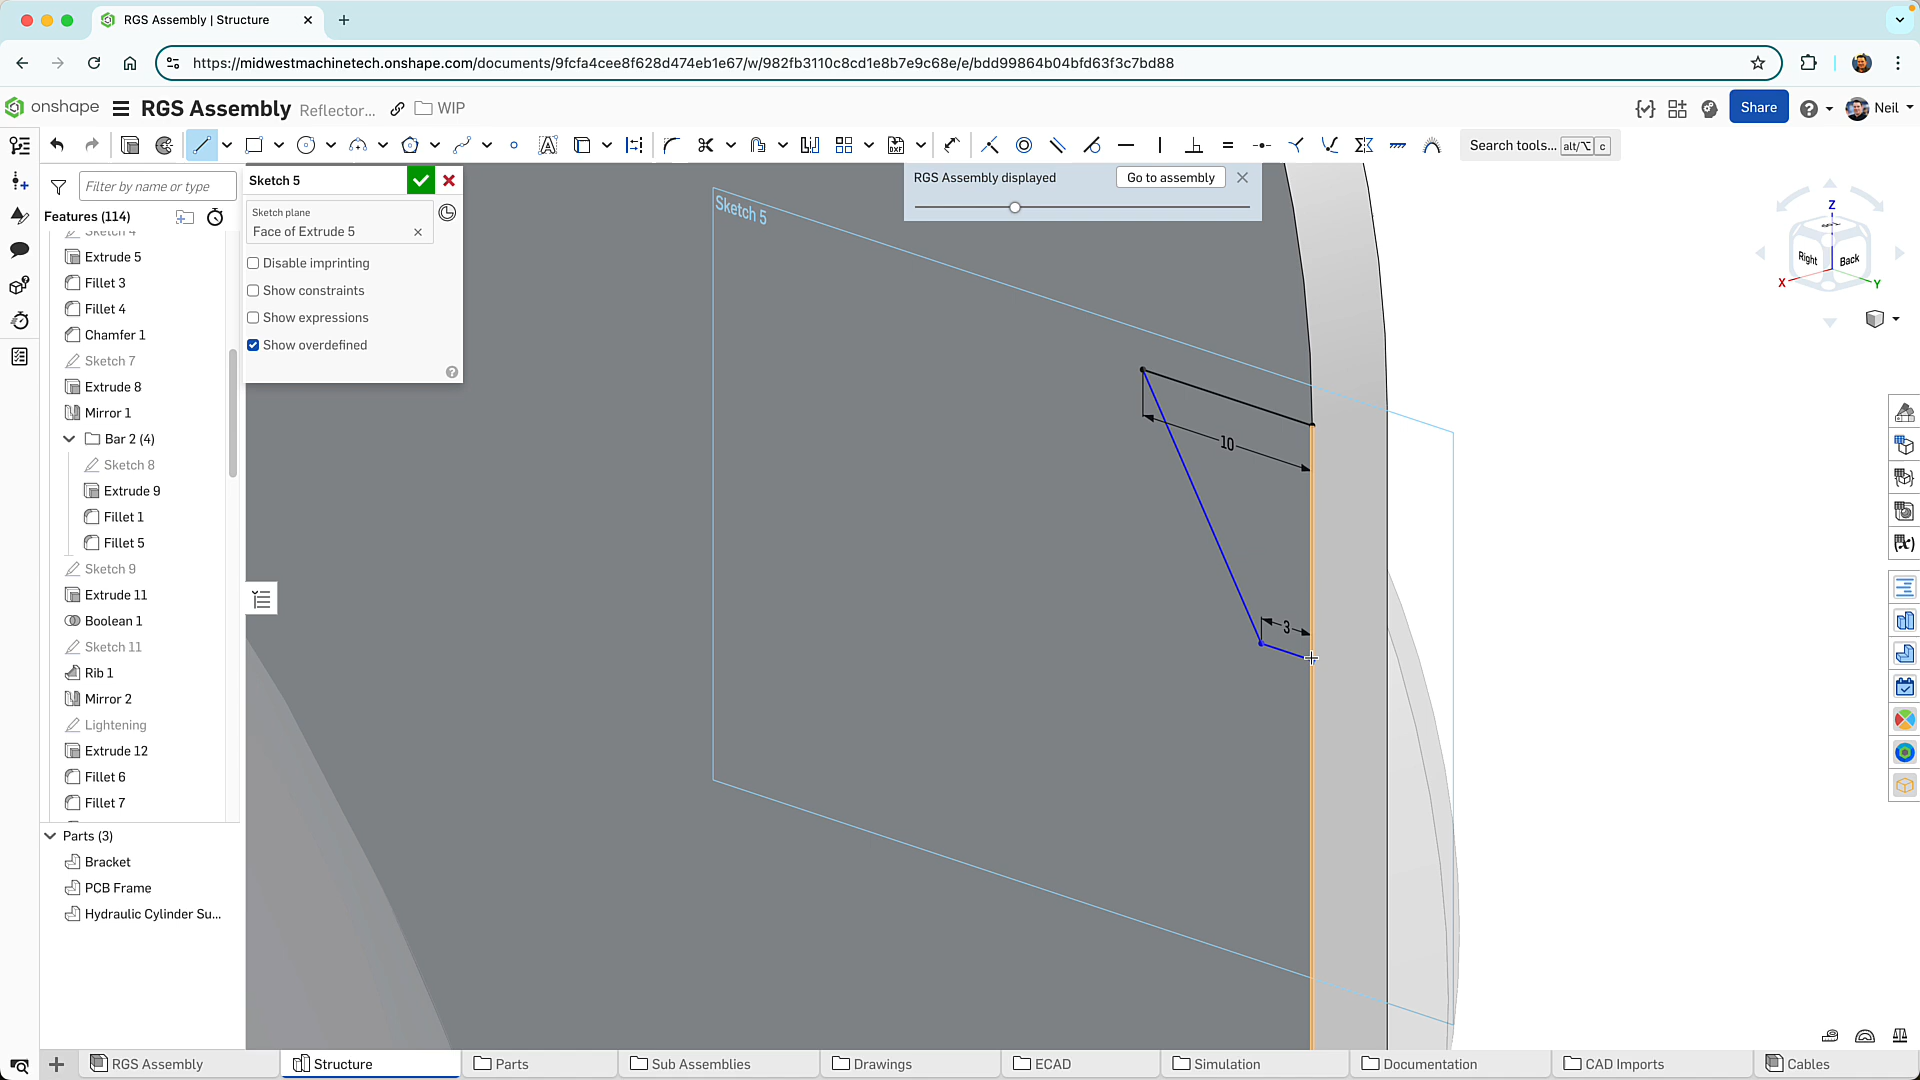 RGS Assembly | Structure
https://midwestmachinetech.onshape.com/documents/9fcfa4cee8f628d474eb1e67/w/982fb3110c8cd1e8b7e9c68e/e/bdd99864b04bfd63f3c7bd88
onshape
RGS Assembly
Reflector...
WIP
Share
Neil
Search tools... alt/⌥ c
Filter by name or type
Features (114)
Sketch 4
Extrude 5
Fillet 3
Fillet 4
Chamfer 1
Sketch 7
Extrude 8
Mirror 1
Bar 2 (4)
Sketch 8
Extrude 9
Fillet 1
Fillet 5
Sketch 9
Extrude 11
Boolean 1
Sketch 11
Rib 1
Mirror 2
Lightening
Extrude 12
Fillet 6
Fillet 7
Parts (3)
Bracket
PCB Frame
Hydraulic Cylinder Su...
Sketch 5
Sketch plane
Face of Extrude 5
Disable imprinting
Show constraints
Show expressions
Show overdefined
Sketch 5
RGS Assembly displayed
Go to assembly
10
3
Z
Right
Back
X
Y
RGS Assembly
Structure
Parts
Sub Assemblies
Drawings
ECAD
Simulation
Documentation
CAD Imports
Cables